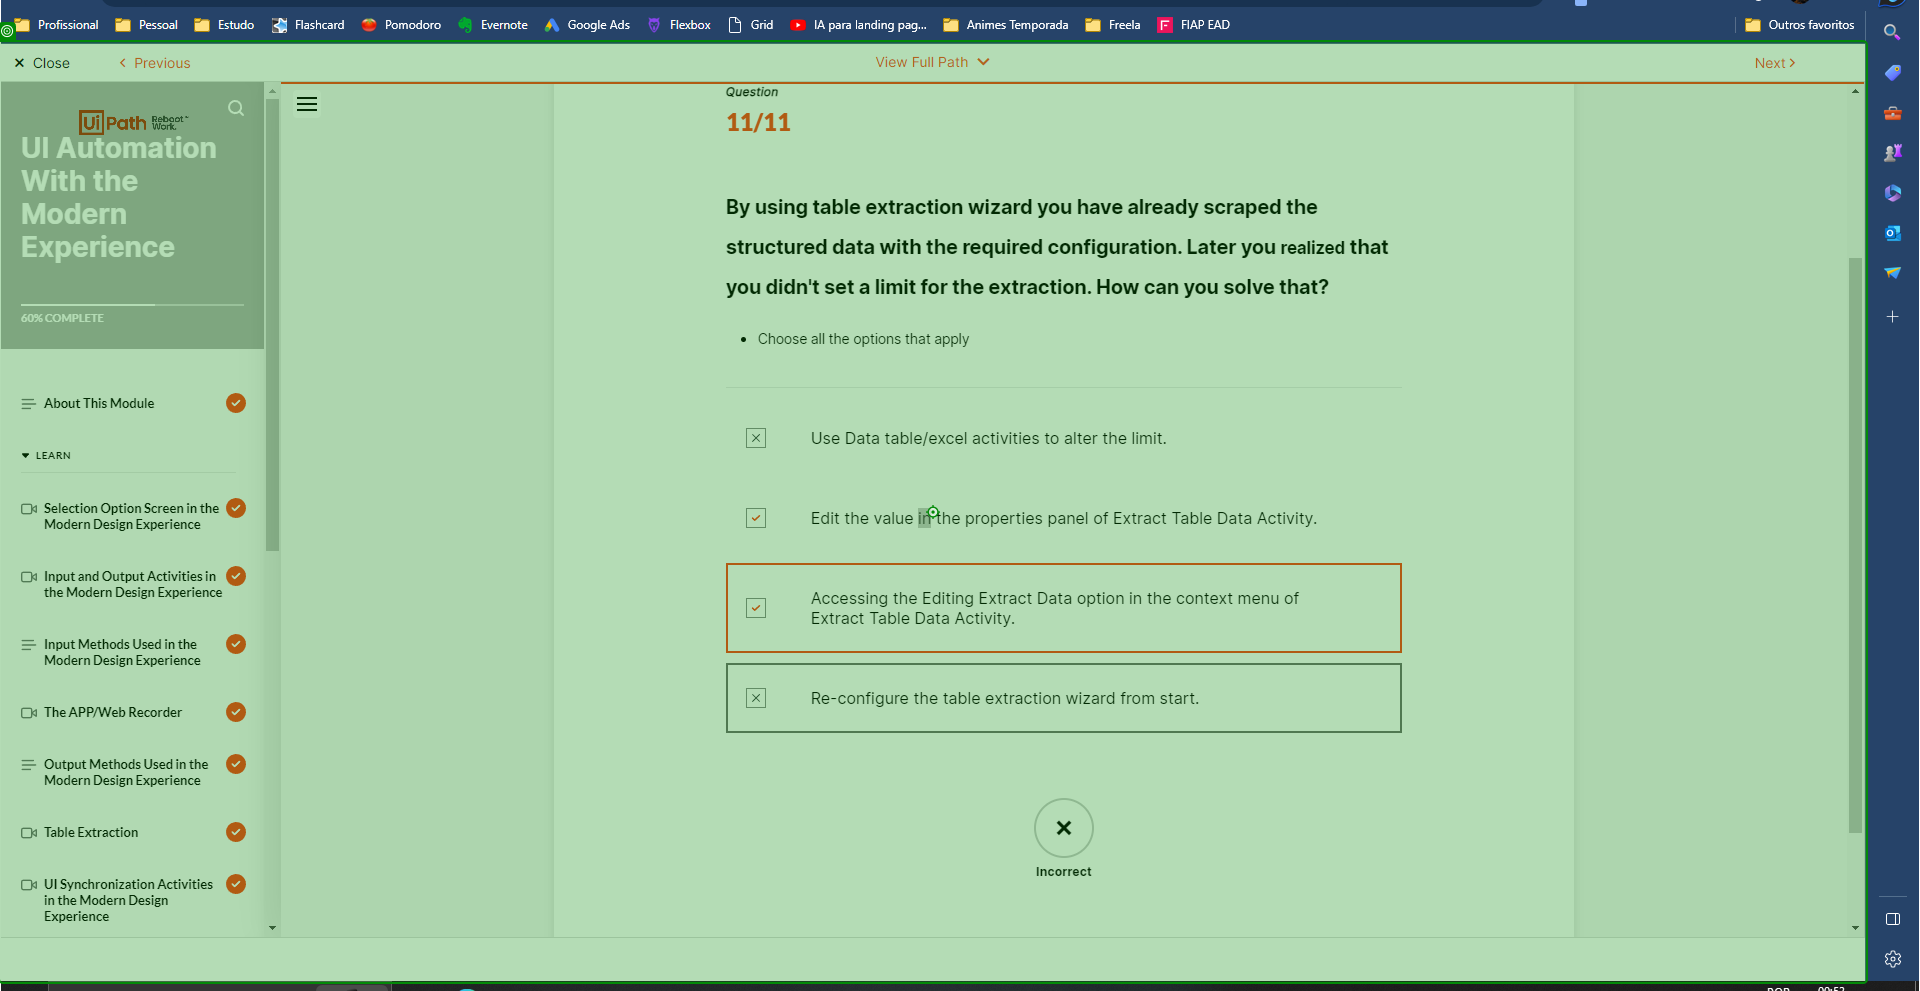 Profissional
Pessoal
Estudo
Flashcard
Pomodoro
Evernote
Google Ads
Flexbox
Grid
IA para landing pag...
Animes Temporada
Freela
FIAP EAD
Outros favoritos
Close
Previous
View Full Path
Next
UiPath Reboot Work.™
UI Automation
With the
Modern
Experience
60% COMPLETE
About This Module
LEARN
Selection Option Screen in the
Modern Design Experience
Input and Output Activities in
the Modern Design Experience
Input Methods Used in the
Modern Design Experience
The APP/Web Recorder
Output Methods Used in the
Modern Design Experience
Table Extraction
UI Synchronization Activities
in the Modern Design
Experience
Question
11/11
By using table extraction wizard you have already scraped the
structured data with the required configuration. Later you realized that
you didn't set a limit for the extraction. How can you solve that?
Choose all the options that apply
Use Data table/excel activities to alter the limit.
Edit the value in the properties panel of Extract Table Data Activity.
Accessing the Editing Extract Data option in the context menu of
Extract Table Data Activity.
Re-configure the table extraction wizard from start.
Incorrect